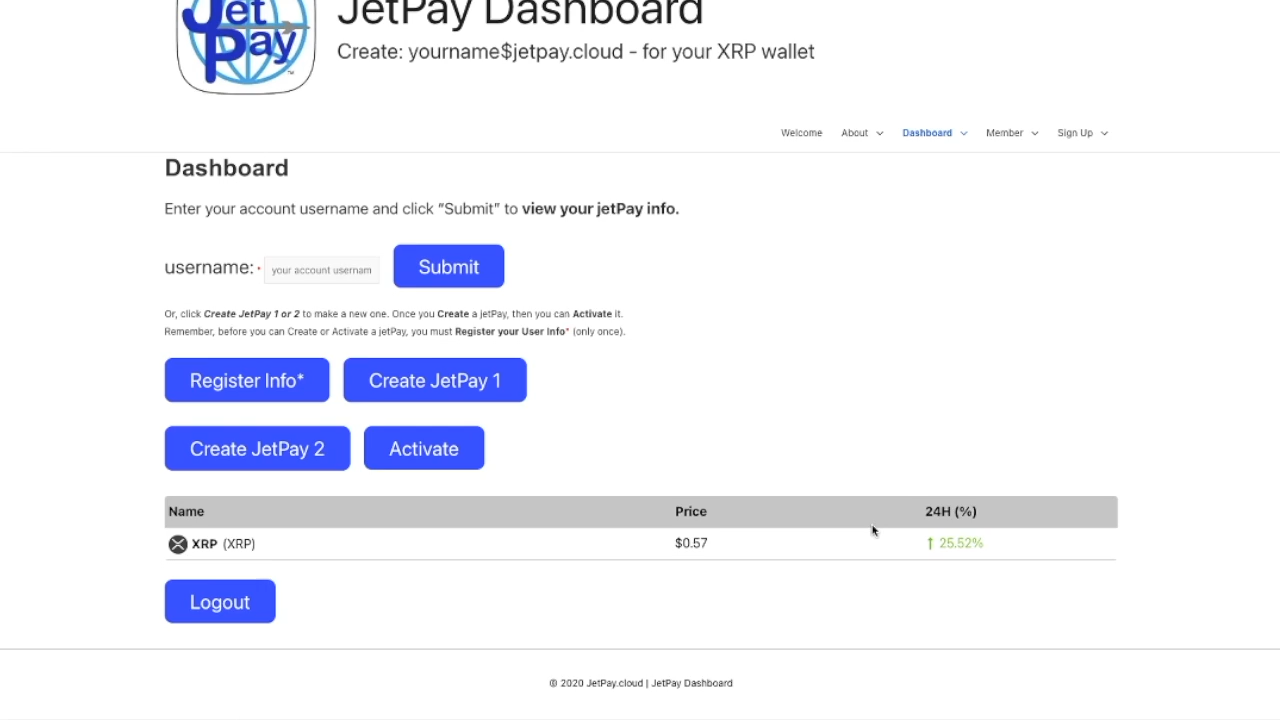 Jet
Pay™
JetPay Dashboard
Create: yourname$jetpay.cloud - for your XRP wallet
Welcome About Dashboard Member Sign Up
Dashboard
Enter your account username and click “Submit” to view your jetPay info.
username:* your account usernam Submit
Or, click Create JetPay 1 or 2 to make a new one. Once you Create a jetPay, then you can Activate it.
Remember, before you can Create or Activate a jetPay, you must Register your User Info* (only once).
Register Info* Create JetPay 1
Create JetPay 2 Activate
Name Price 24H (%)
XRP (XRP) $0.57 ↑ 25.52%
Logout
© 2020 JetPay.cloud | JetPay Dashboard